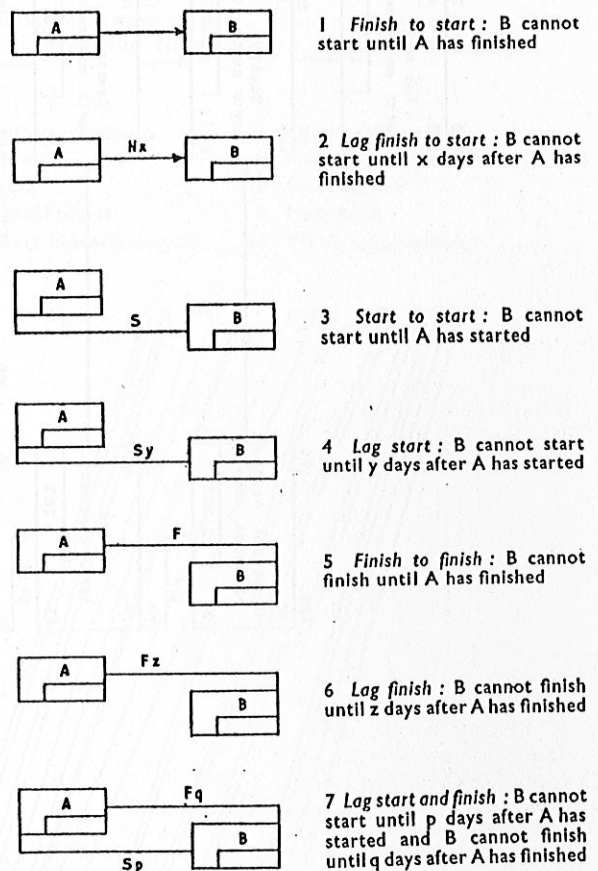 A B
1 Finish to start : B cannot
start until A has finished
A Nx B
2 Lag finish to start : B cannot
start until x days after A has
finished
A
S B
3 Start to start : B cannot
start until A has started
A
Sy B
4 Lag start : B cannot start
until y days after A has started
A F
B
5 Finish to finish : B cannot
finish until A has finished
A Fz
B
6 Lag finish : B cannot finish
until z days after A has finished
A Fq
B
Sp
7 Lag start and finish : B cannot
start until p days after A has
started and B cannot finish
until q days after A has finished